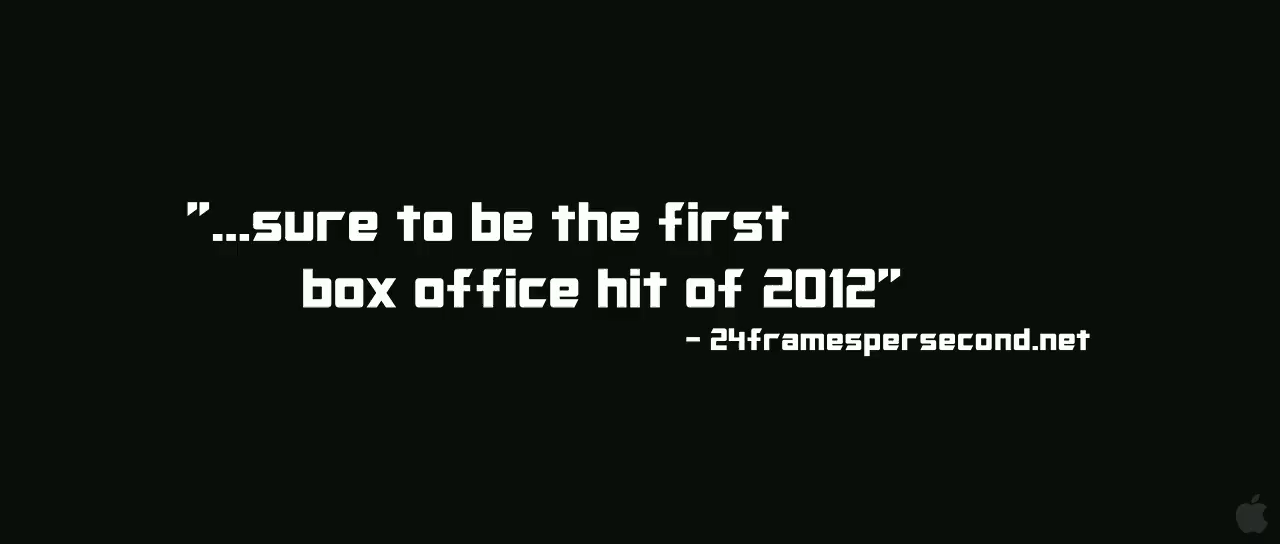 "...sure to be the first
box office hit of 2012"
- 24framespersecond.net